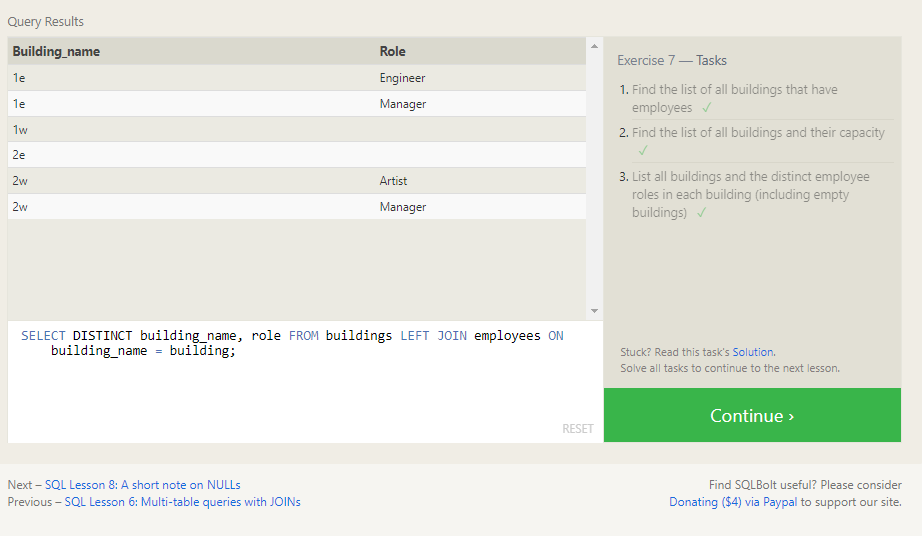 Query Results
Building_name Role
1e Engineer
1e Manager
1w
2e
2w Artist
2w Manager
SELECT DISTINCT building_name, role FROM buildings LEFT JOIN employees ON
building_name = building;
RESET
Exercise 7 — Tasks
1. Find the list of all buildings that have
employees ✓
2. Find the list of all buildings and their capacity
✓
3. List all buildings and the distinct employee
roles in each building (including empty
buildings) ✓
Stuck? Read this task's Solution.
Solve all tasks to continue to the next lesson.
Continue ›
Next – SQL Lesson 8: A short note on NULLs
Previous – SQL Lesson 6: Multi-table queries with JOINs
Find SQLBolt useful? Please consider
Donating ($4) via Paypal to support our site.